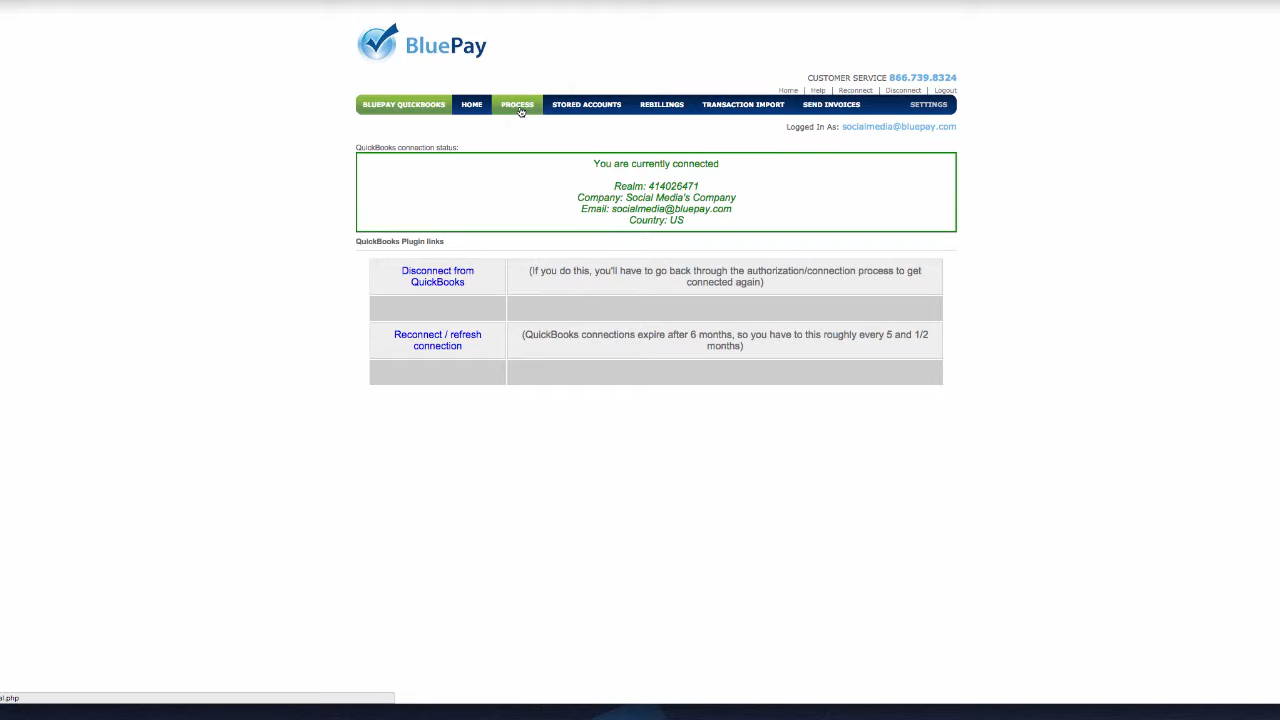 BluePay
CUSTOMER SERVICE 866.739.8324
Home | Help | Reconnect | Disconnect | Logout
BLUEPAY QUICKBOOKS HOME PROCESS STORED ACCOUNTS REBILLINGS TRANSACTION IMPORT SEND INVOICES SETTINGS
Logged In As: socialmedia@bluepay.com
QuickBooks connection status:
You are currently connected
Realm: 414026471
Company: Social Media's Company
Email: socialmedia@bluepay.com
Country: US
QuickBooks Plugin links
Disconnect from
QuickBooks
(If you do this, you'll have to go back through the authorization/connection process to get
connected again)
Reconnect / refresh
connection
(QuickBooks connections expire after 6 months, so you have to this roughly every 5 and 1/2
months)
al.php